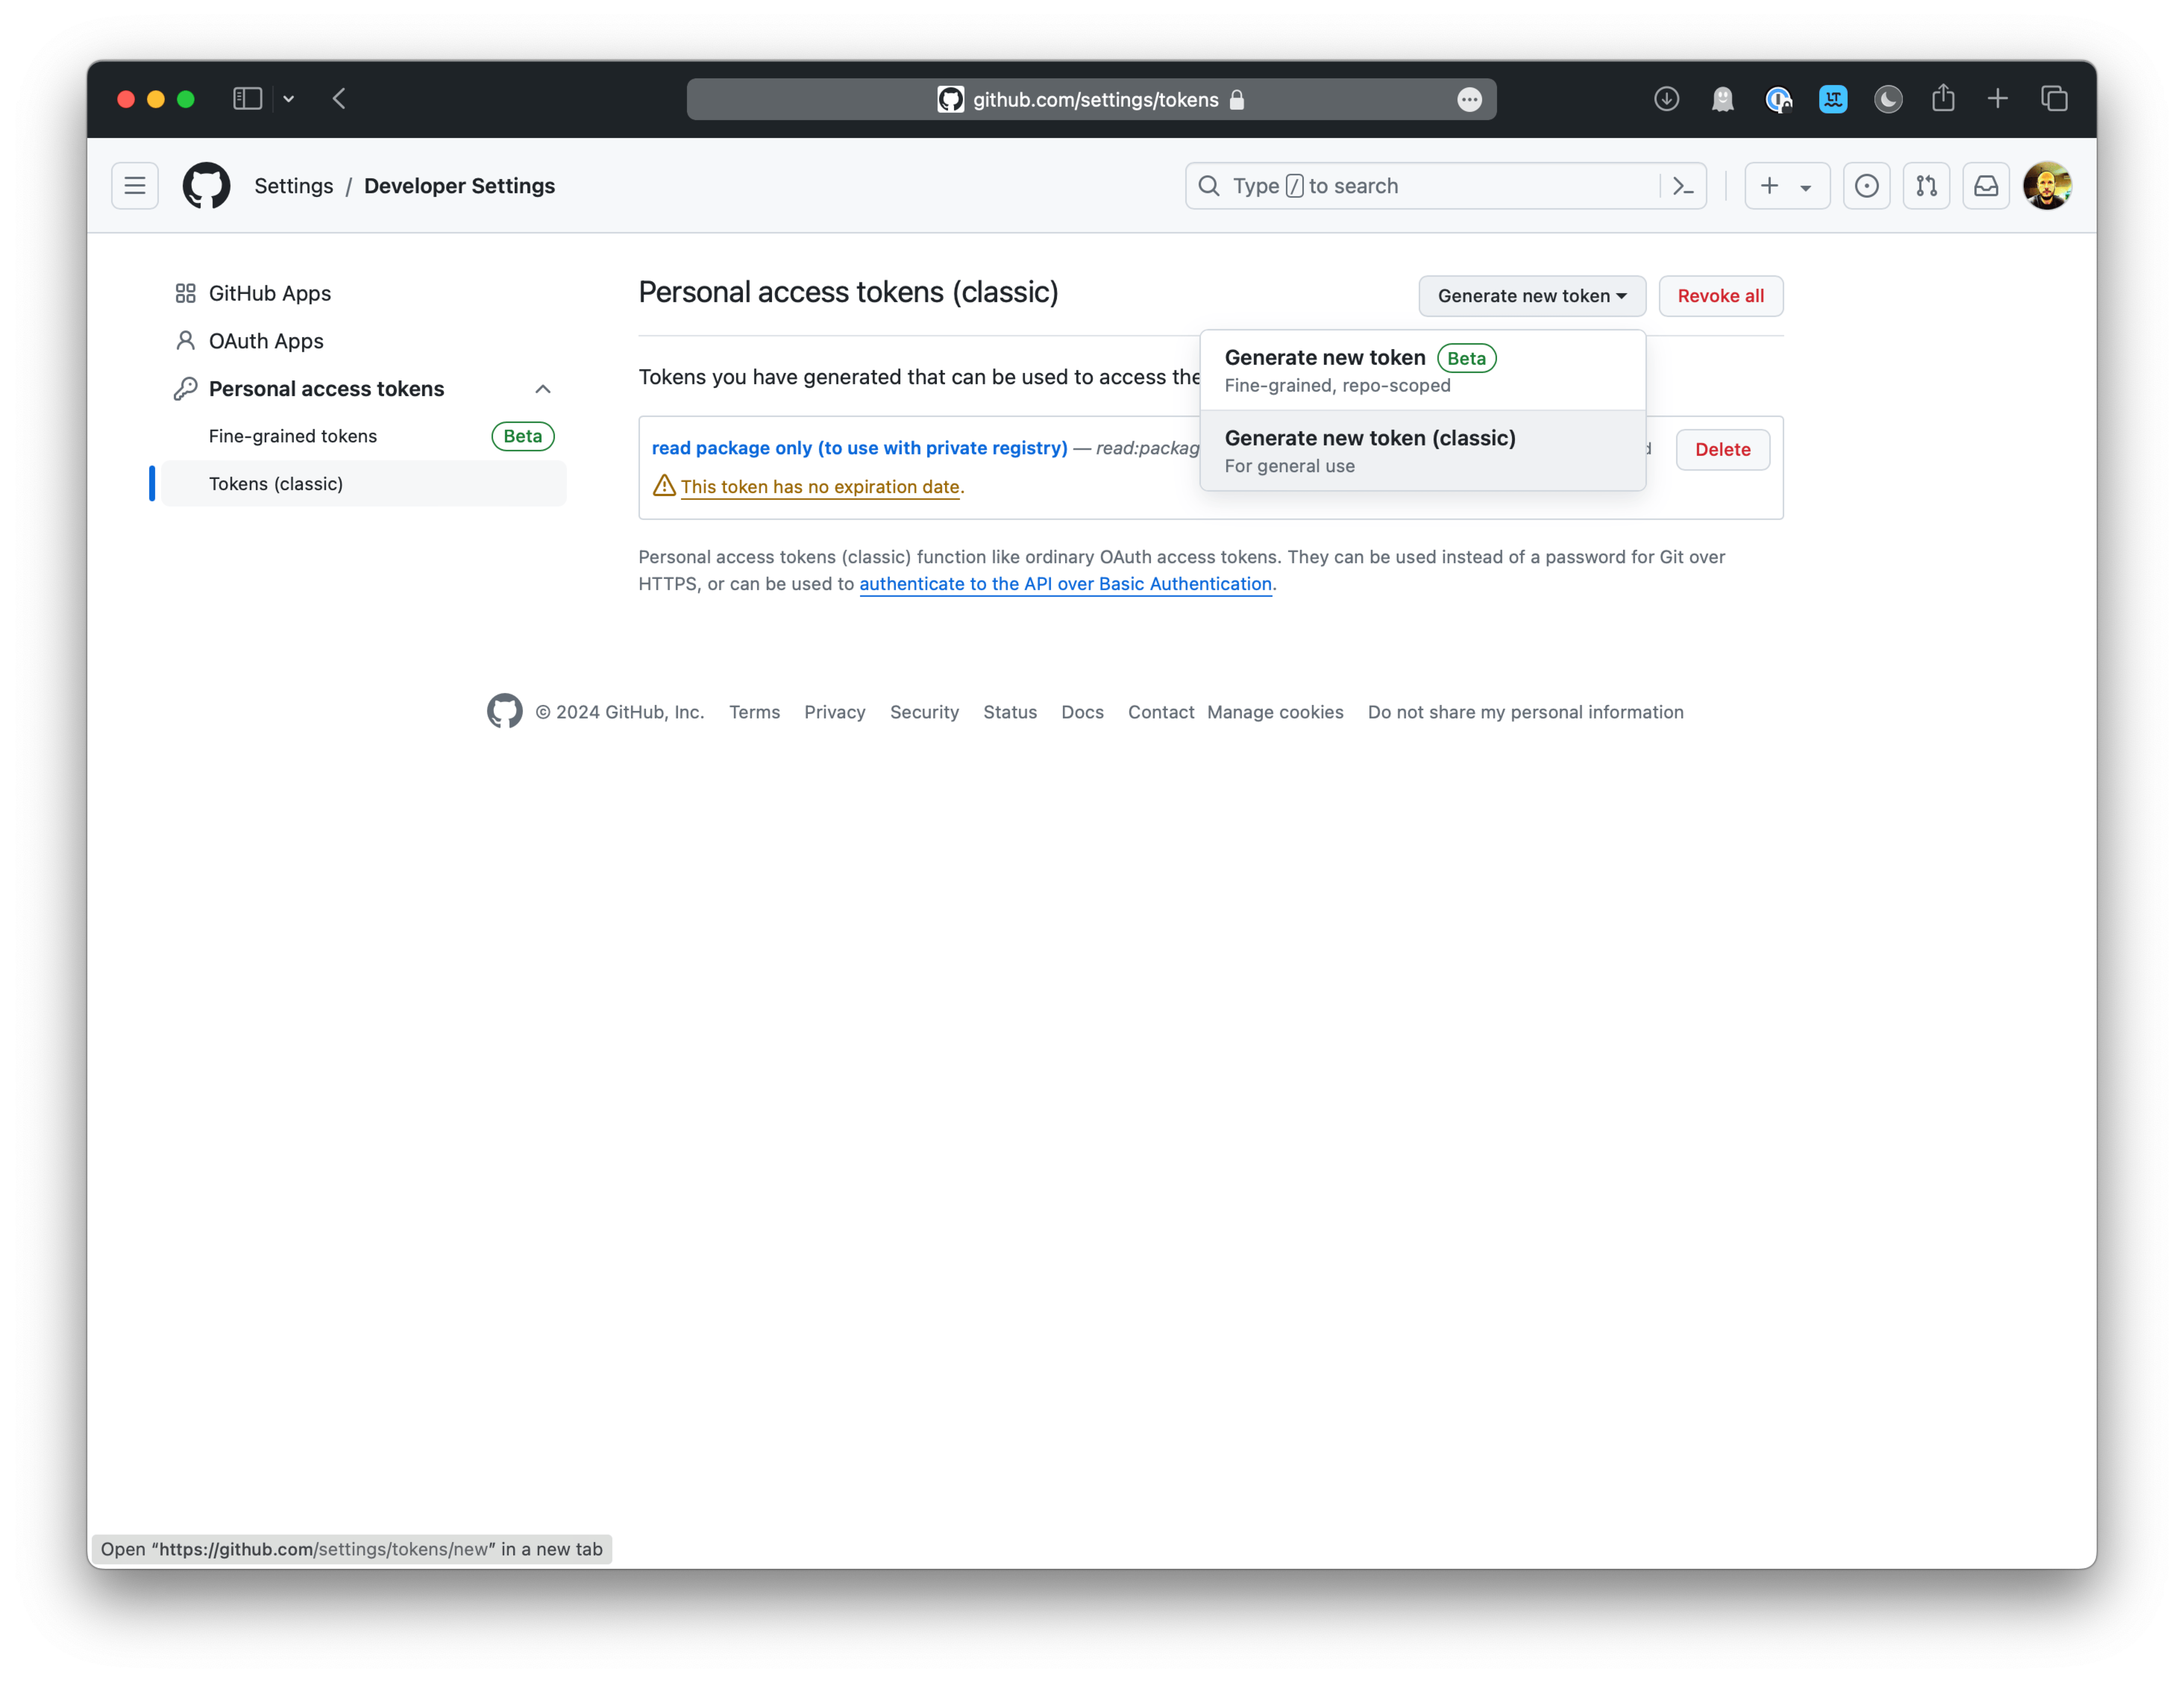 github.com/settings/tokens
Settings / Developer Settings
Type / to search
GitHub Apps
OAuth Apps
Personal access tokens
Fine-grained tokens Beta
Tokens (classic)
Personal access tokens (classic)
Generate new token
Revoke all
Tokens you have generated that can be used to access the
Generate new token Beta
Fine-grained, repo-scoped
Generate new token (classic)
For general use
read package only (to use with private registry) — read:packag
Delete
This token has no expiration date.
Personal access tokens (classic) function like ordinary OAuth access tokens. They can be used instead of a password for Git over
HTTPS, or can be used to authenticate to the API over Basic Authentication.
© 2024 GitHub, Inc. Terms Privacy Security Status Docs Contact Manage cookies Do not share my personal information
Open “https://github.com/settings/tokens/new” in a new tab